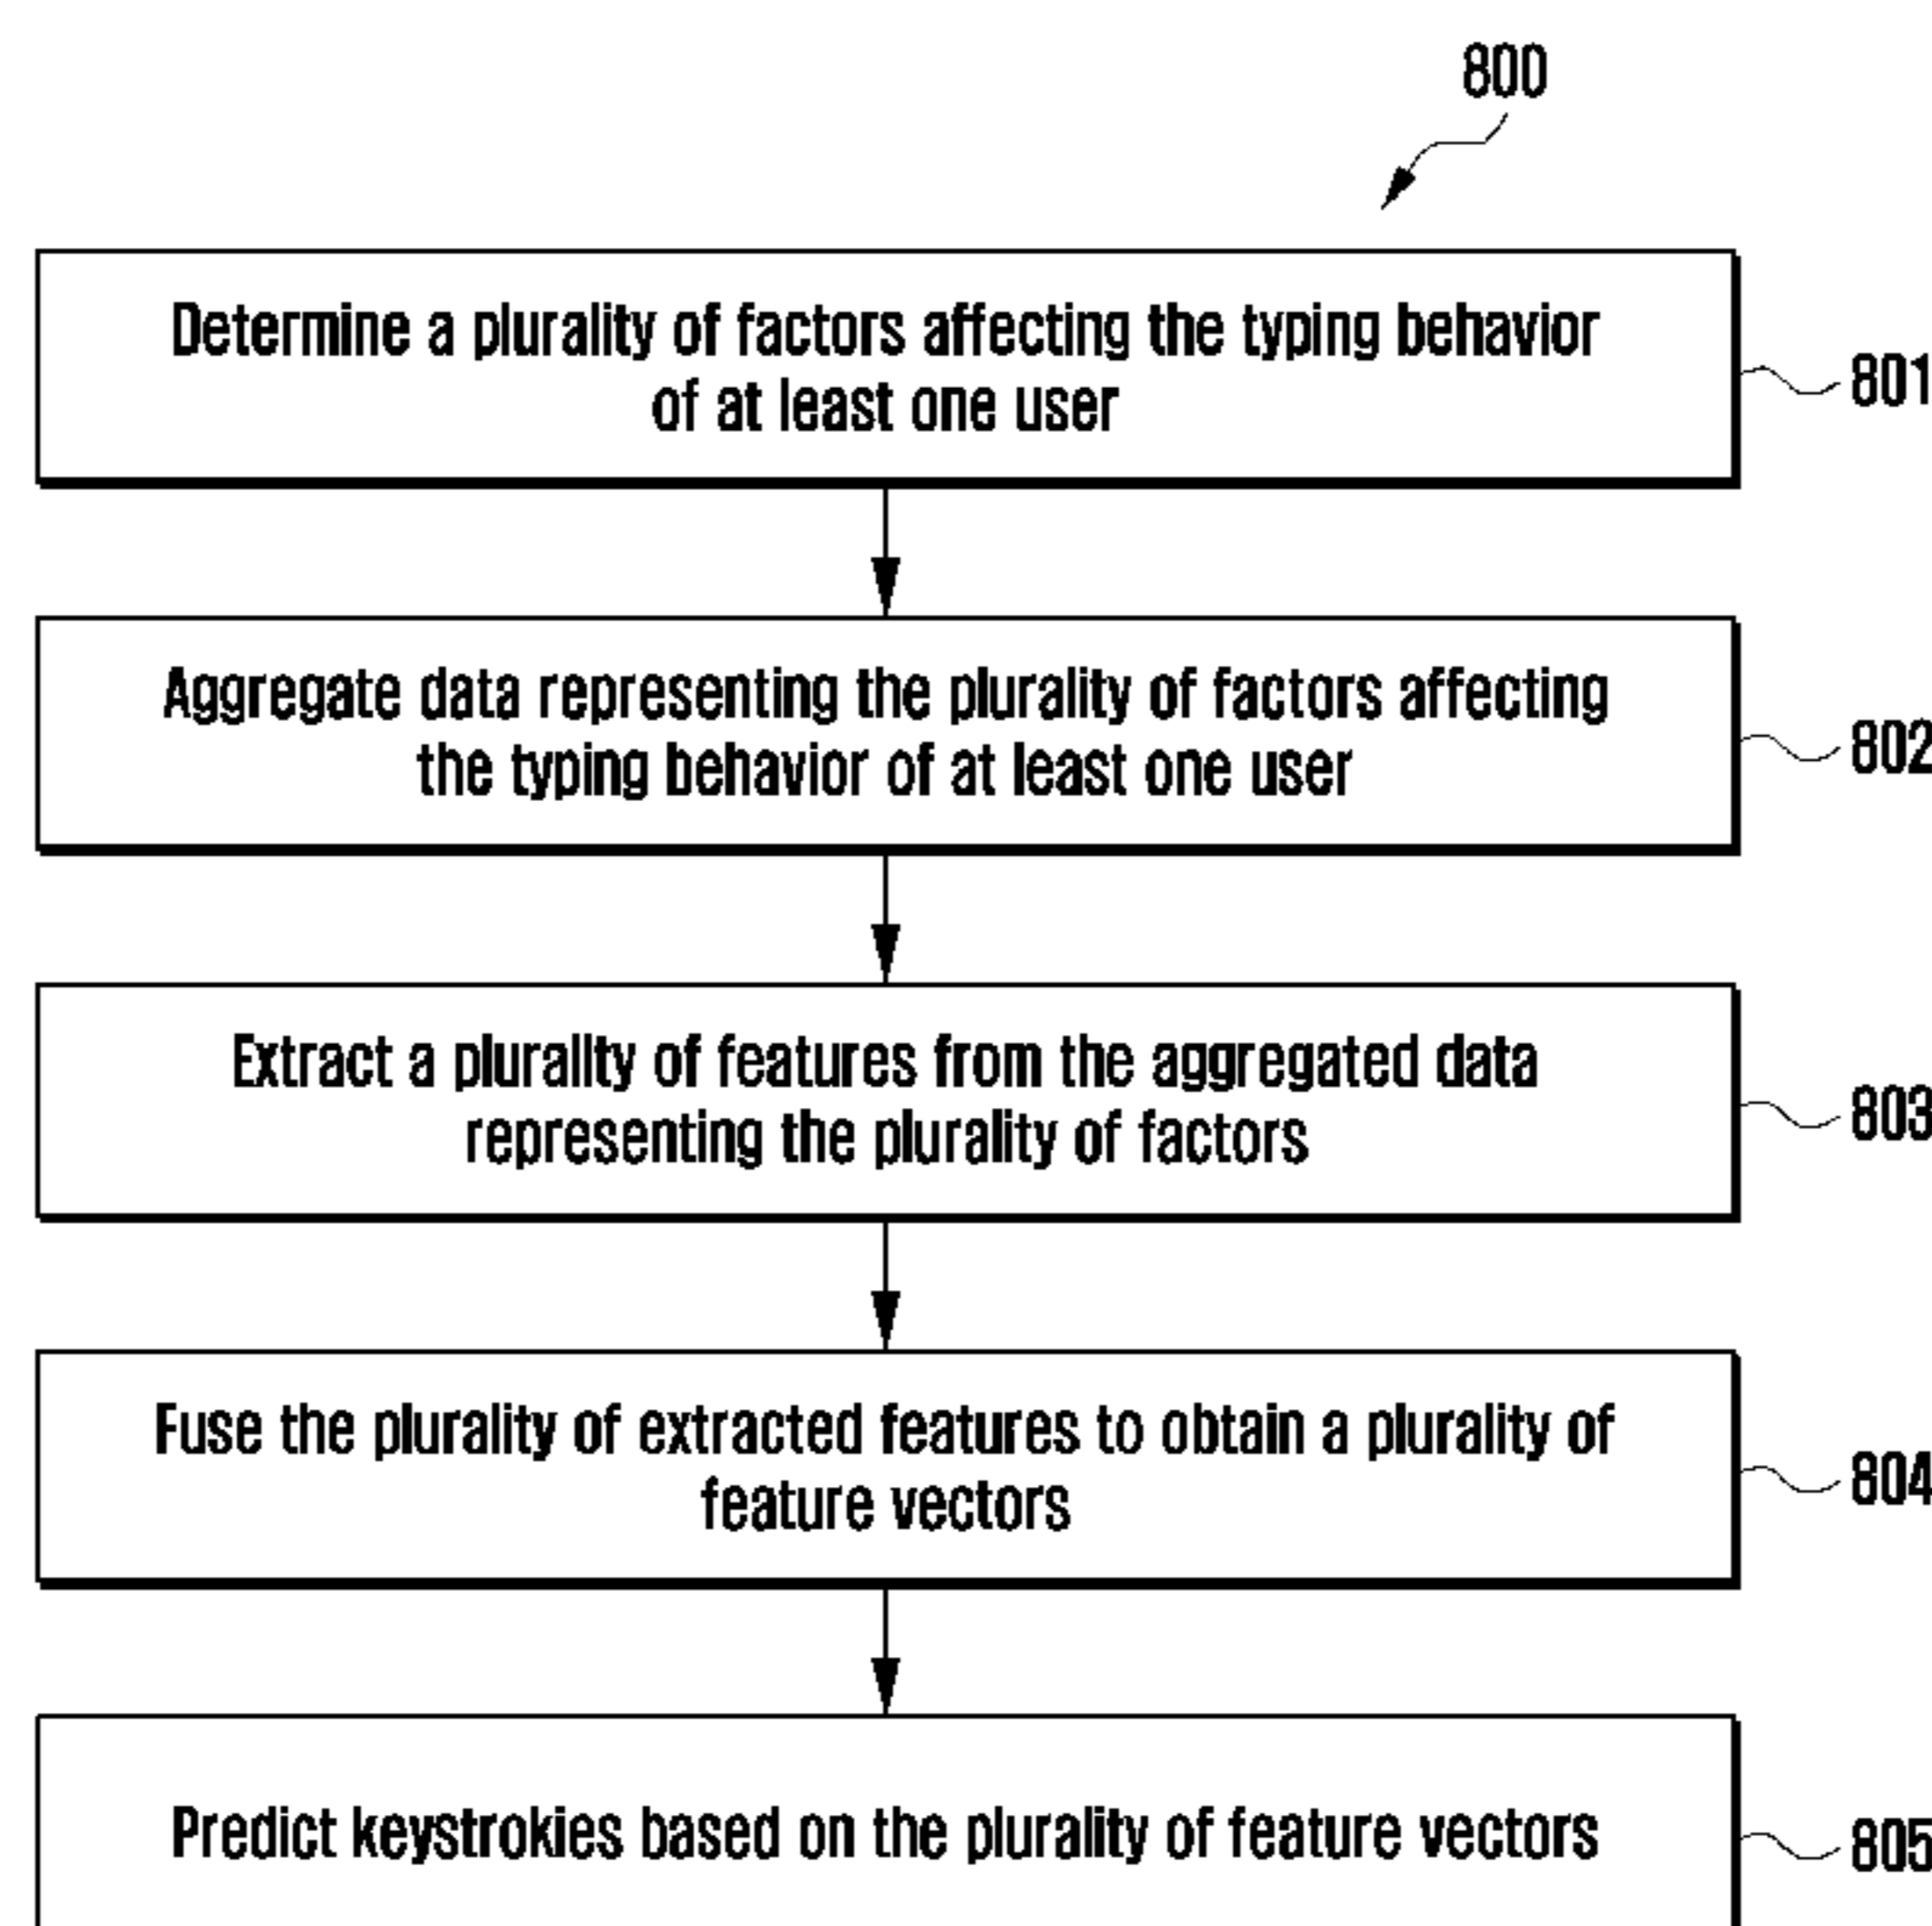 800
Determine a plurality of factors affecting the typing behavior
of at least one user
801
Aggregate data representing the plurality of factors affecting
the typing behavior of at least one user
802
Extract a plurality of features from the aggregated data
representing the plurality of factors
803
Fuse the plurality of extracted features to obtain a plurality of
feature vectors
804
Predict keystrokies based on the plurality of feature vectors
805